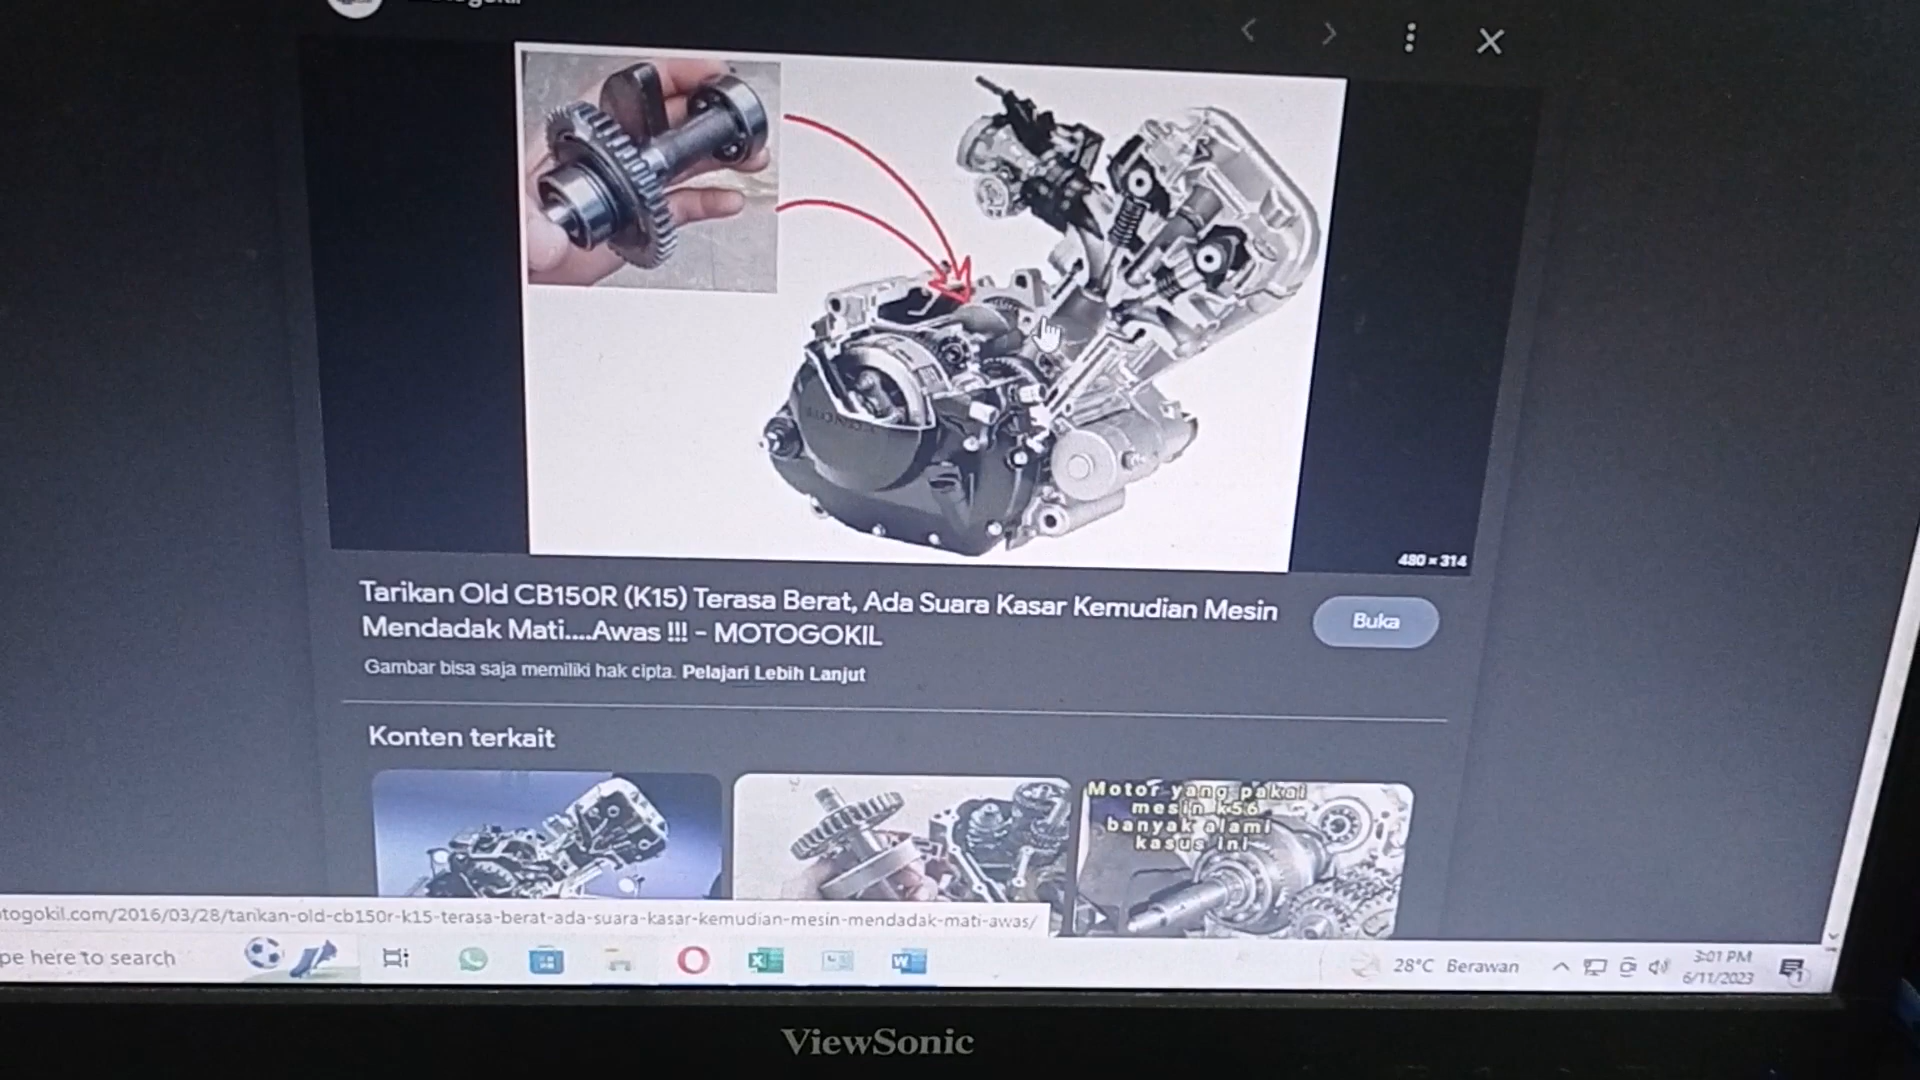 480 × 314
Tarikan Old CB150R (K15) Terasa Berat, Ada Suara Kasar Kemudian Mesin
Mendadak Mati....Awas !!! - MOTOGOKIL
Buka
Gambar bisa saja memiliki hak cipta. Pelajari Lebih Lanjut
Konten terkait
Motor yang pakai
mesin k56
banyak alami
kasus ini
togokil.com/2016/03/28/tarikan-old-cb150r-k15-terasa-berat-ada-suara-kasar-kemudian-mesin-mendadak-mati-awas/
pe here to search
28°C Berawan
3:01 PM
6/11/2023
1
ViewSonic